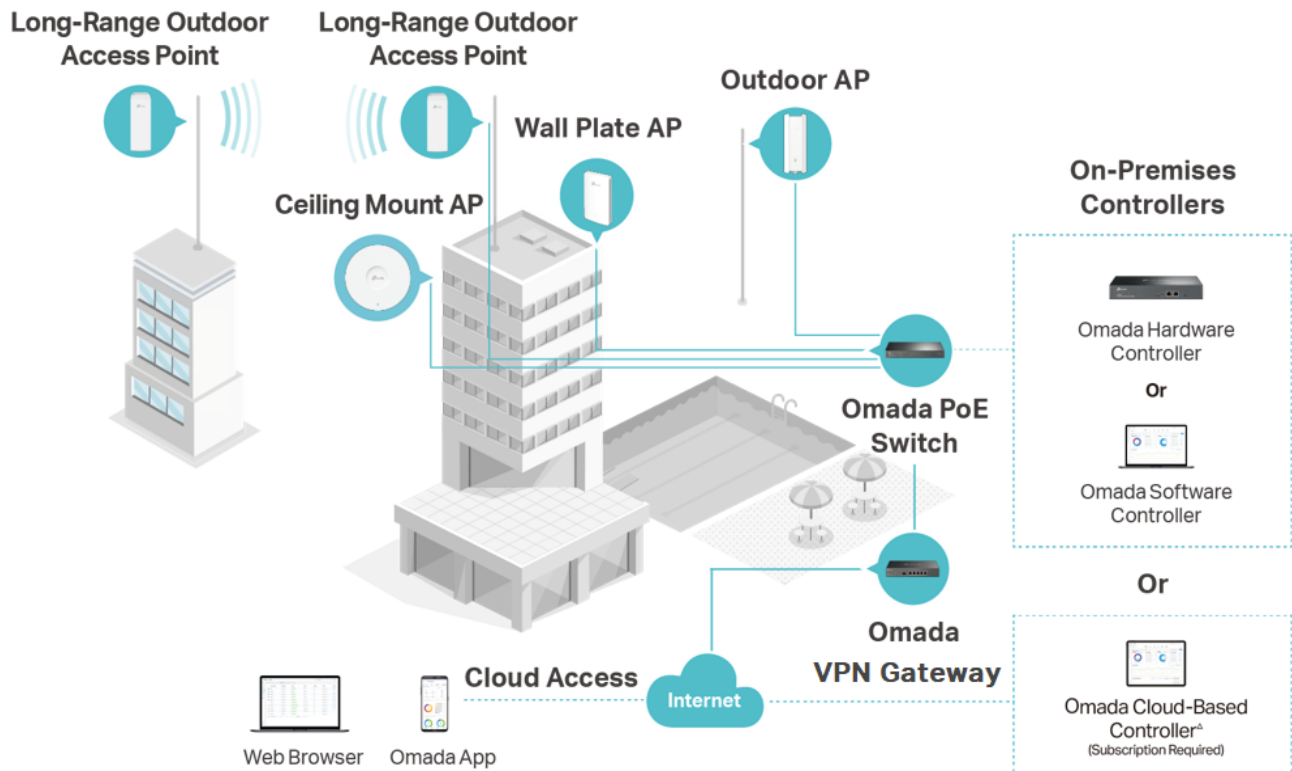 Long-Range Outdoor
Access Point
Long-Range Outdoor
Access Point
Outdoor AP
Wall Plate AP
Ceiling Mount AP
On-Premises
Controllers
Omada Hardware
Controller
Or
Omada Software
Controller
Omada PoE
Switch
Or
Omada
VPN Gateway
Cloud Access
Internet
Omada Cloud-Based
Controller△
(Subscription Required)
Web Browser
Omada App